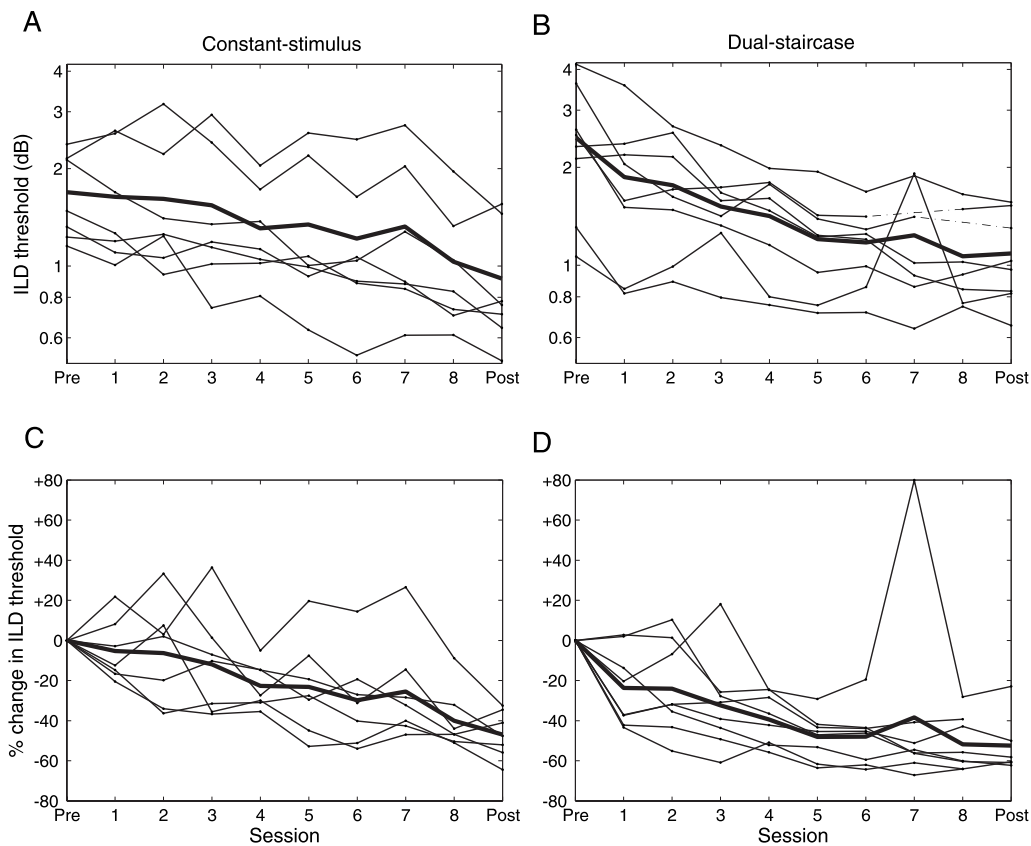 A
Constant-stimulus
ILD threshold (dB)
4
3
2
1
0.8
0.6
Pre 1 2 3 4 5 6 7 8 Post
B
Dual-staircase
4
3
2
1
0.8
0.6
Pre 1 2 3 4 5 6 7 8 Post
C
% change in ILD threshold
+80
+60
+40
+20
0
-20
-40
-60
-80
Pre 1 2 3 4 5 6 7 8 Post
Session
D
+80
+60
+40
+20
0
-20
-40
-60
-80
Pre 1 2 3 4 5 6 7 8 Post
Session